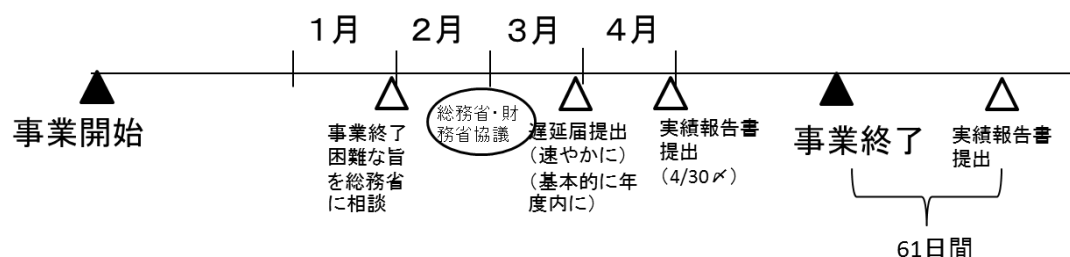 1月 2月 3月 4月
事業開始
事業終了
困難な旨
を総務省
に相談
総務省・財
務省協議
遅延届提出
(速やかに)
(基本的に年
度内に)
実績報告書
提出
(4/30〆)
事業終了
実績報告書
提出
61日間